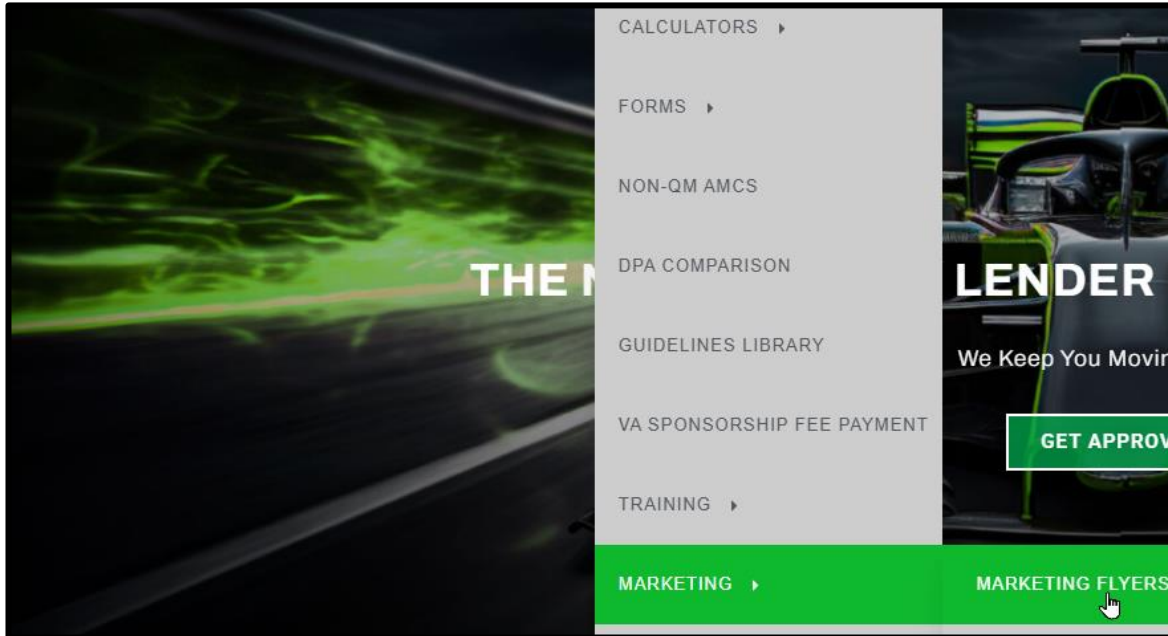 CALCULATORS
FORMS
NON-QM AMCS
DPA COMPARISON
THE
LENDER
GUIDELINES LIBRARY
We Keep You Movin
VA SPONSORSHIP FEE PAYMENT
GET APPROV
TRAINING
MARKETING
MARKETING FLYERS